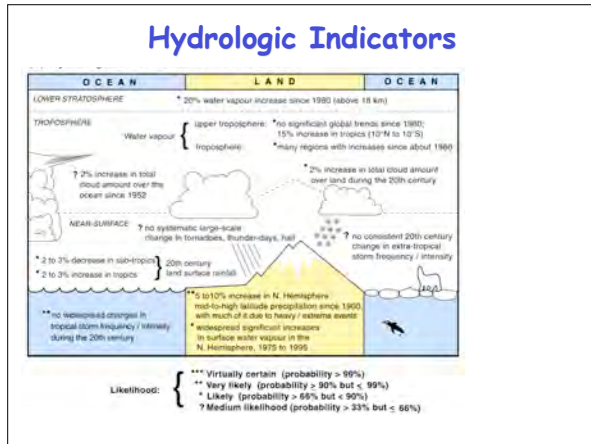 Hydrologic Indicators
OCEAN LAND OCEAN
LOWER STRATOSPHERE * 20% water vapour increase since 1980 (above 18 km)
TROPOSPHERE
Water vapour { upper troposphere: * no significant global trends since 1980;
15% increase in tropics (10°N to 10°S)
troposphere * many regions with increases since about 1960
? 2% increase in total
cloud amount over the
ocean since 1952
* 2% increase in total cloud amount
over land during the 20th century
NEAR-SURFACE
? no systematic large-scale
change in tornadoes, thunder-days, hail
? no consistent 20th century
change in extra-tropical
storm frequency / intensity
* 2 to 3% decrease in sub-tropics
* 2 to 3% increase in tropics
} 20th century
land surface rainfall
** no widespread changes in
tropical storm frequency / intensity
during the 20th century
** 5 to 10% increase in N. Hemisphere
mid-to-high latitude precipitation since 1900,
with much of it due to heavy / extreme events
* widespread significant increases
in surface water vapour in the
N. Hemisphere, 1975 to 1995
Likelihood: {
*** Virtually certain (probability > 99%)
** Very likely (probability ≥ 90% but ≤ 99%)
* Likely (probability > 66% but < 90%)
? Medium likelihood (probability > 33% but ≤ 66%)